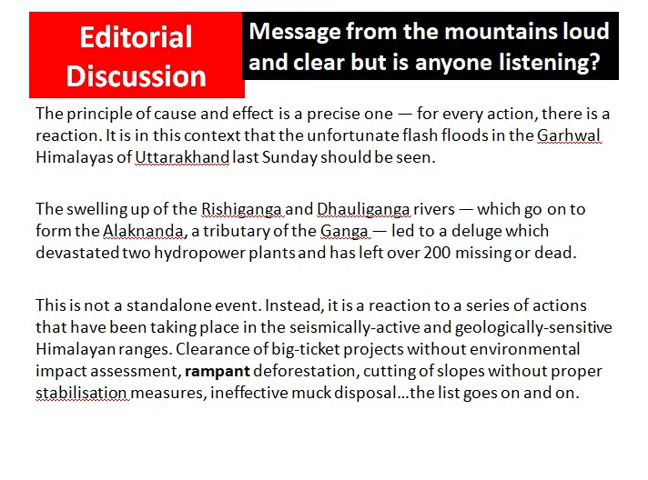 Editorial
Discussion
Message from the mountains loud
and clear but is anyone listening?
The principle of cause and effect is a precise one — for every action, there is a
reaction. It is in this context that the unfortunate flash floods in the Garhwal
Himalayas of Uttarakhand last Sunday should be seen.
The swelling up of the Rishiganga and Dhauliganga rivers — which go on to
form the Alaknanda, a tributary of the Ganga — led to a deluge which
devastated two hydropower plants and has left over 200 missing or dead.
This is not a standalone event. Instead, it is a reaction to a series of actions
that have been taking place in the seismically-active and geologically-sensitive
Himalayan ranges. Clearance of big-ticket projects without environmental
impact assessment, rampant deforestation, cutting of slopes without proper
stabilisation measures, ineffective muck disposal…the list goes on and on.